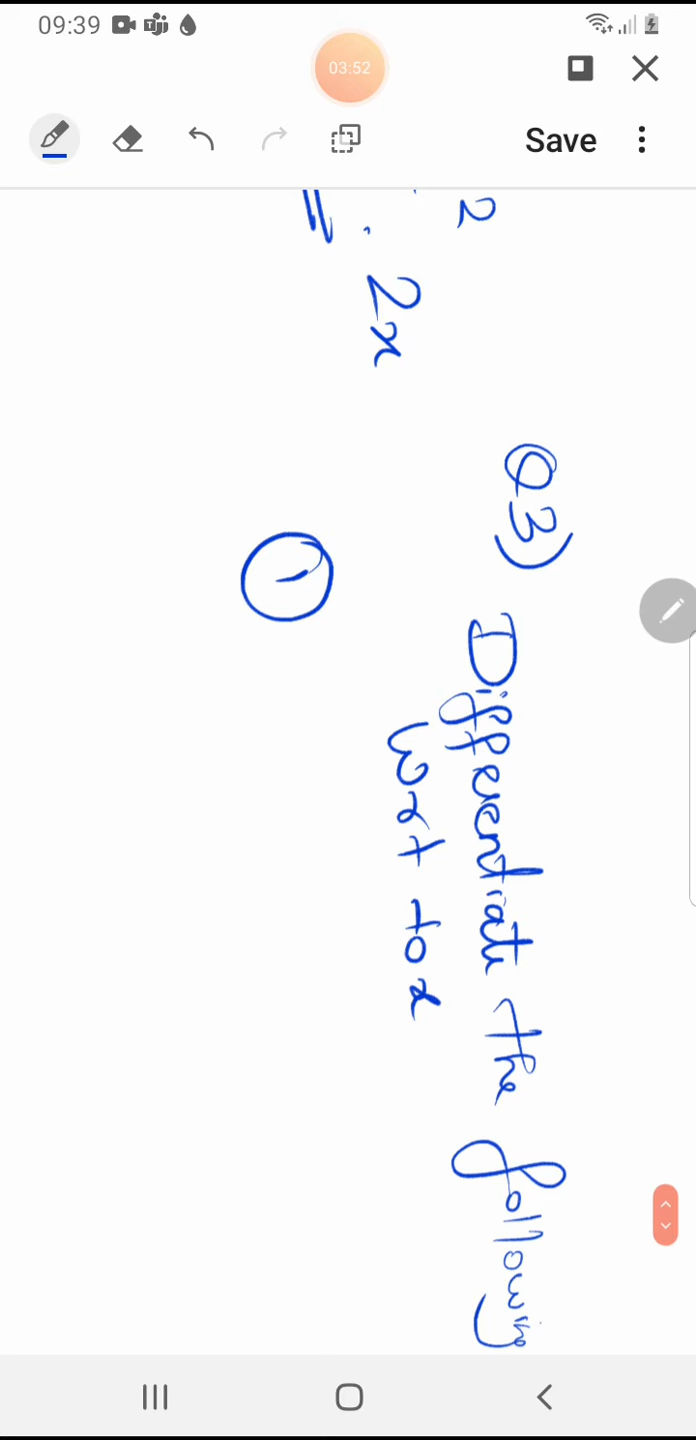 09:39
03:52
Save
2
= . 2x
Q3) Differentiate the following
w.r.t to x
1